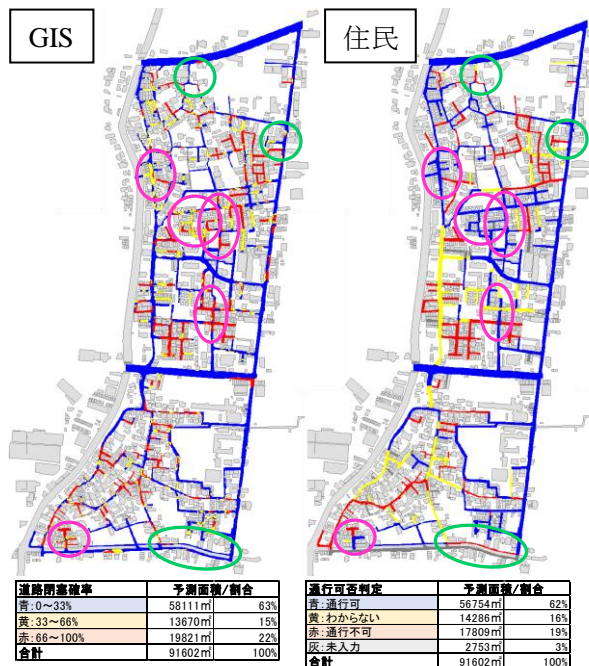 GIS
住民
道路閉塞確率 予測面積/割合
青:0～33% 58111㎡ 63%
黄:33～66% 13670㎡ 15%
赤:66～100% 19821㎡ 22%
合計 91602㎡ 100%
通行可否判定 予測面積/割合
青:通行可 56754㎡ 62%
黄:わからない 14286㎡ 16%
赤:通行不可 17809㎡ 19%
灰:未入力 2753㎡ 3%
合計 91602㎡ 100%